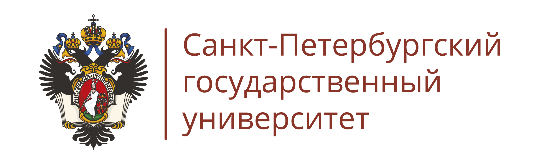 Санкт-Петербургский
государственный
университет